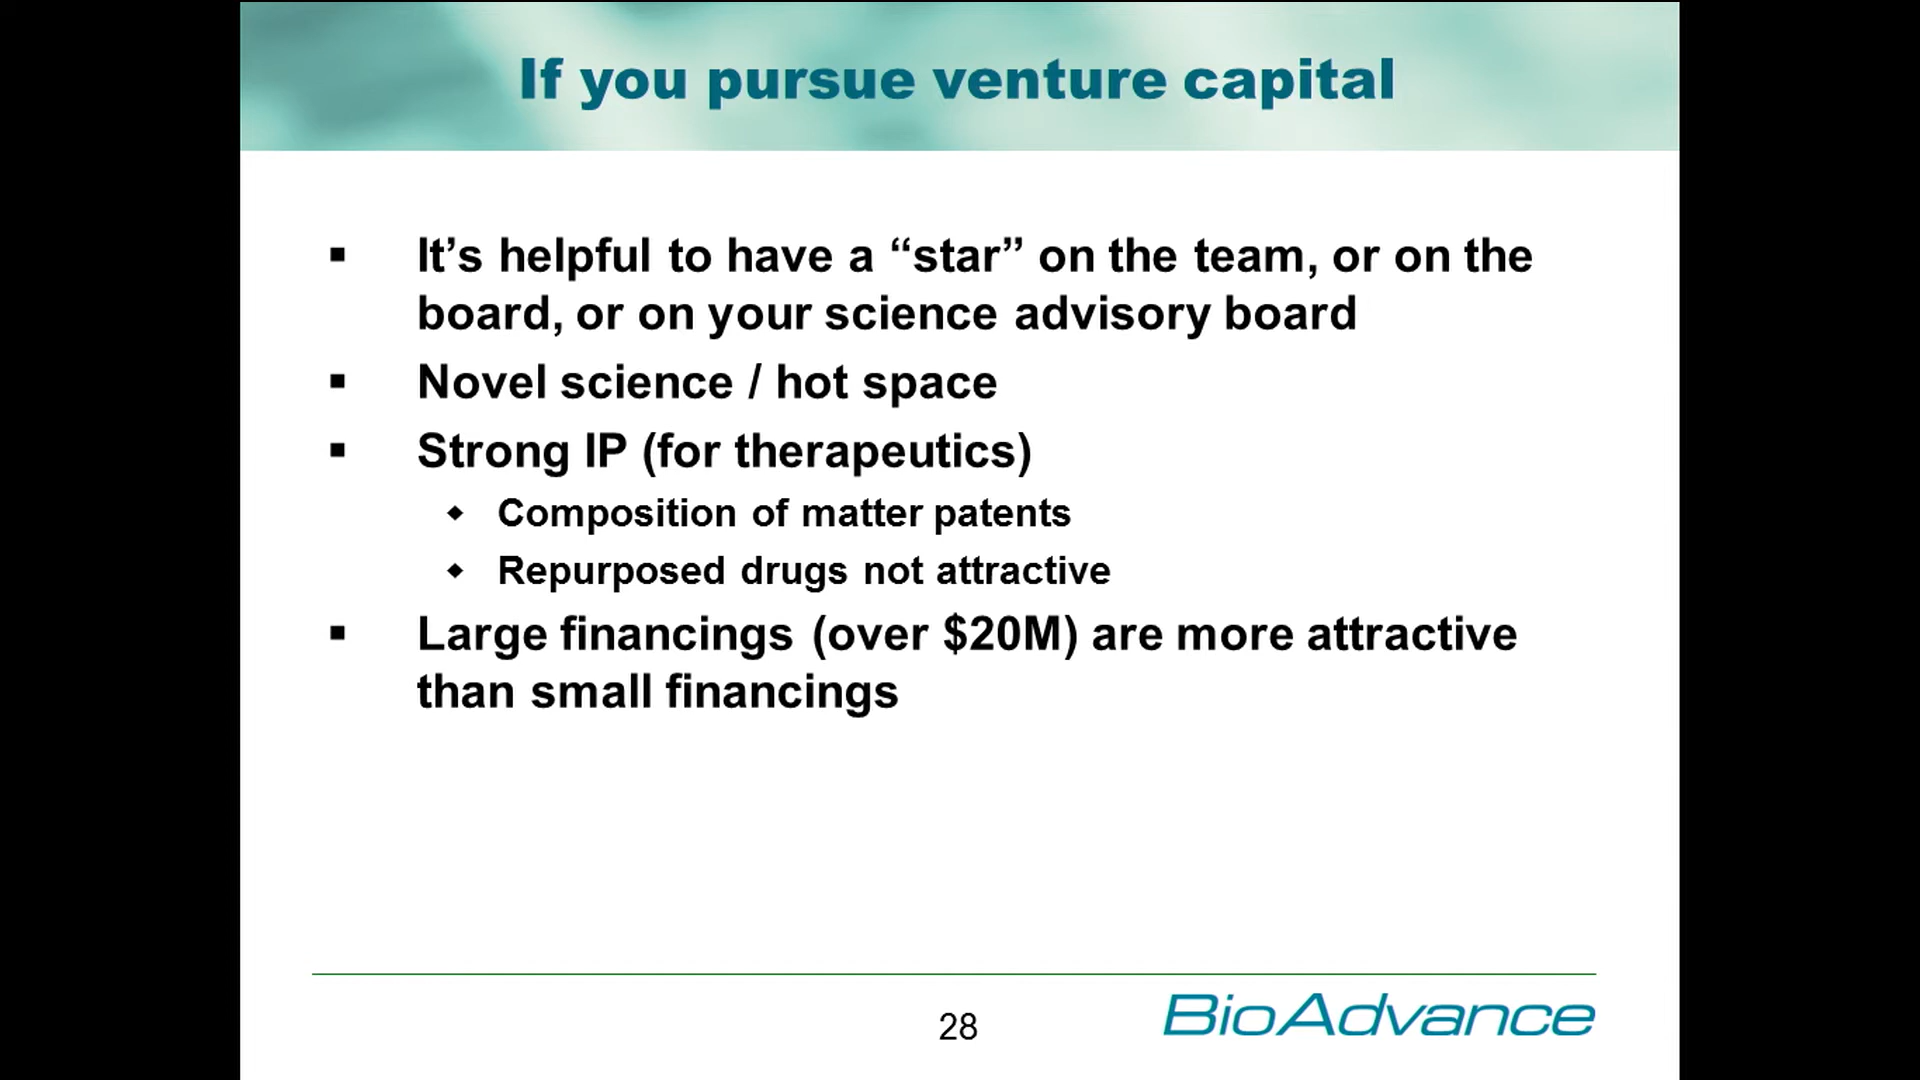 If you pursue venture capital
▪ It’s helpful to have a “star” on the team, or on the
board, or on your science advisory board
▪ Novel science / hot space
▪ Strong IP (for therapeutics)
◆ Composition of matter patents
◆ Repurposed drugs not attractive
▪ Large financings (over $20M) are more attractive
than small financings
28
BioAdvance